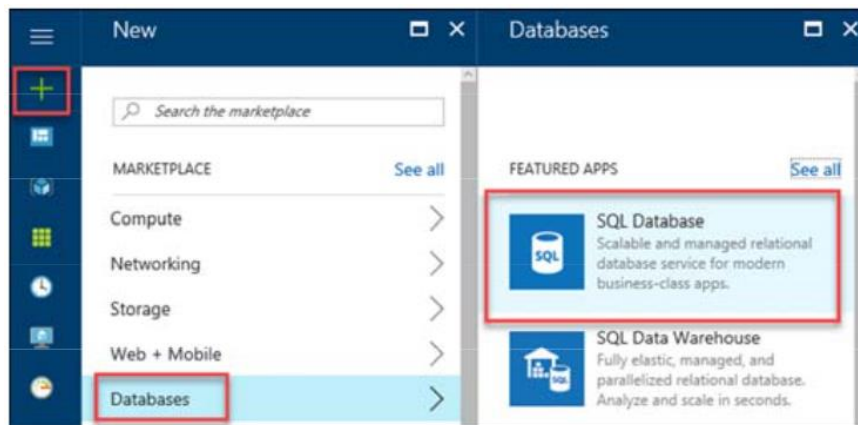 New
Search the marketplace
MARKETPLACE See all
Compute
Networking
Storage
Web + Mobile
Databases
Databases
FEATURED APPS See all
SQL
SQL Database
Scalable and managed relational
database service for modern
business-class apps.
SQL
SQL Data Warehouse
Fully elastic, managed, and
parallelized relational database.
Analyze and scale in seconds.